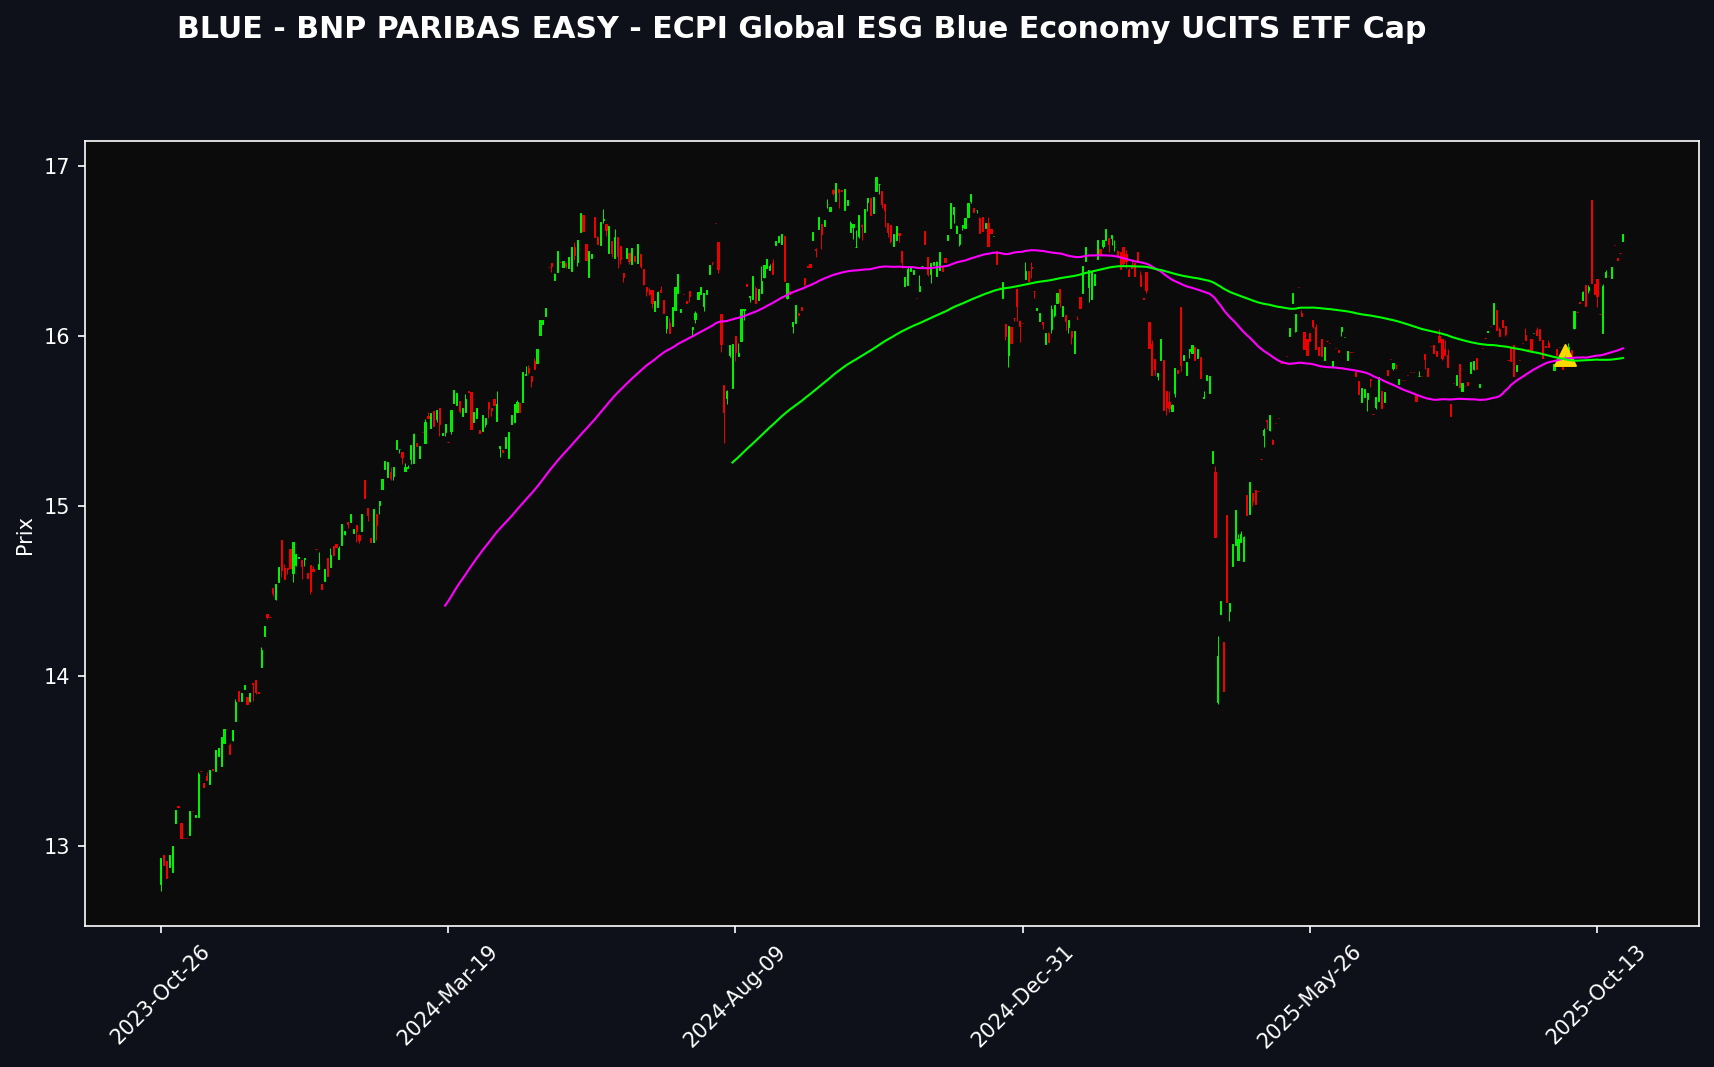 BLUE - BNP PARIBAS EASY - ECPI Global ESG Blue Economy UCITS ETF Cap
17
16
15
14
13
Prix
2023-Oct-26
2024-Mar-19
2024-Aug-09
2024-Dec-31
2025-May-26
2025-Oct-13